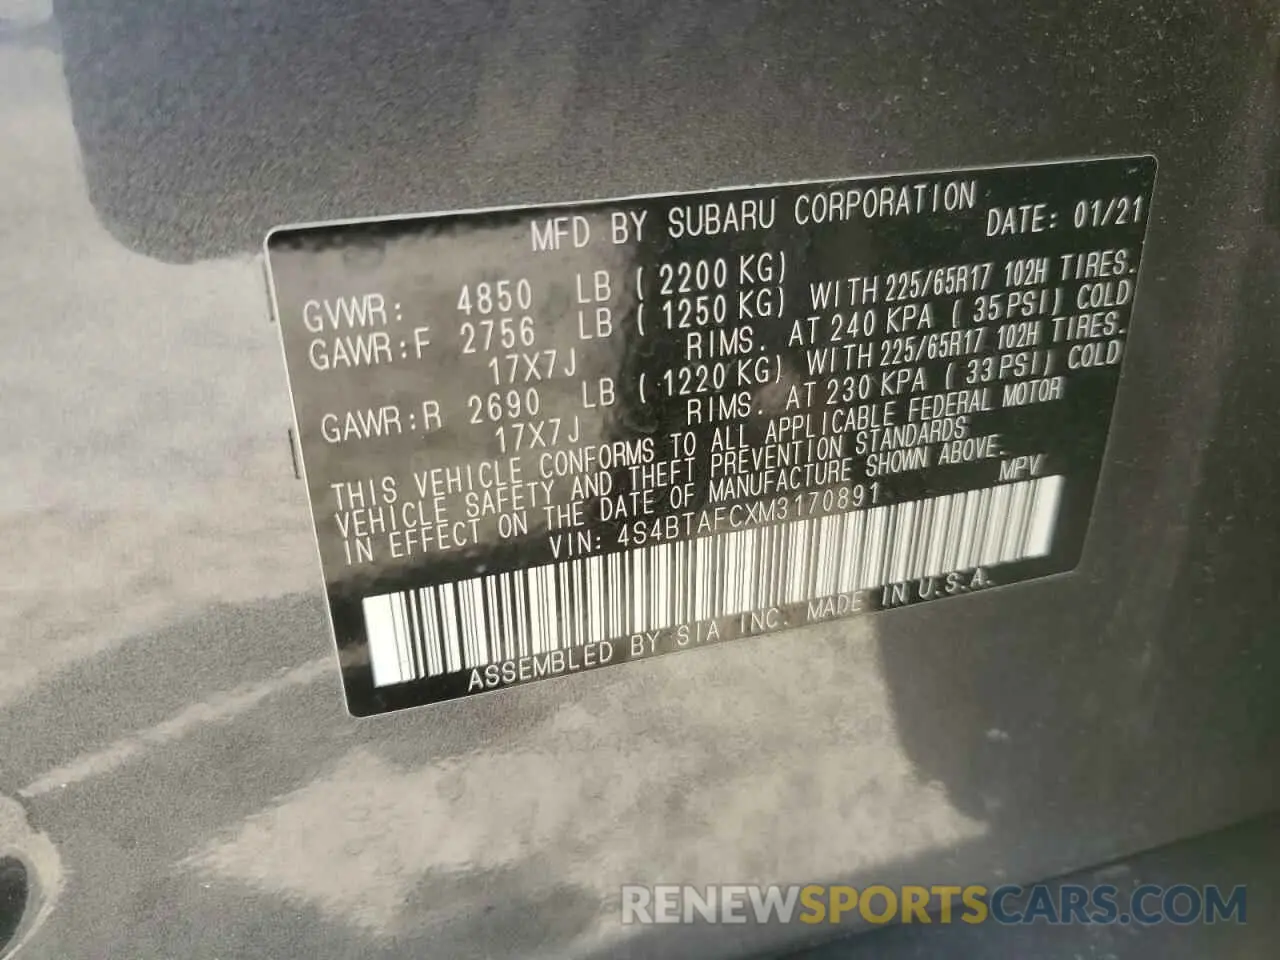 MFD BY SUBARU CORPORATION
DATE: 01/21
GVWR: 4850 LB ( 2200 KG)
GAWR:F 2756 LB ( 1250 KG) WITH 225/65R17 102H TIRES.
17X7J RIMS. AT 240 KPA ( 35PSI) COLD
GAWR:R 2690 LB ( 1220 KG) WITH 225/65R17 102H TIRES.
17X7J RIMS. AT 230 KPA ( 33PSI) COLD
THIS VEHICLE CONFORMS TO ALL APPLICABLE FEDERAL MOTOR
VEHICLE SAFETY AND THEFT PREVENTION STANDARDS
IN EFFECT ON THE DATE OF MANUFACTURE SHOWN ABOVE.
VIN: 4S4BTAFCXM3170891 MPV
ASSEMBLED BY SIA INC. MADE IN U.S.A.
RENEWSPORTSCARS.COM